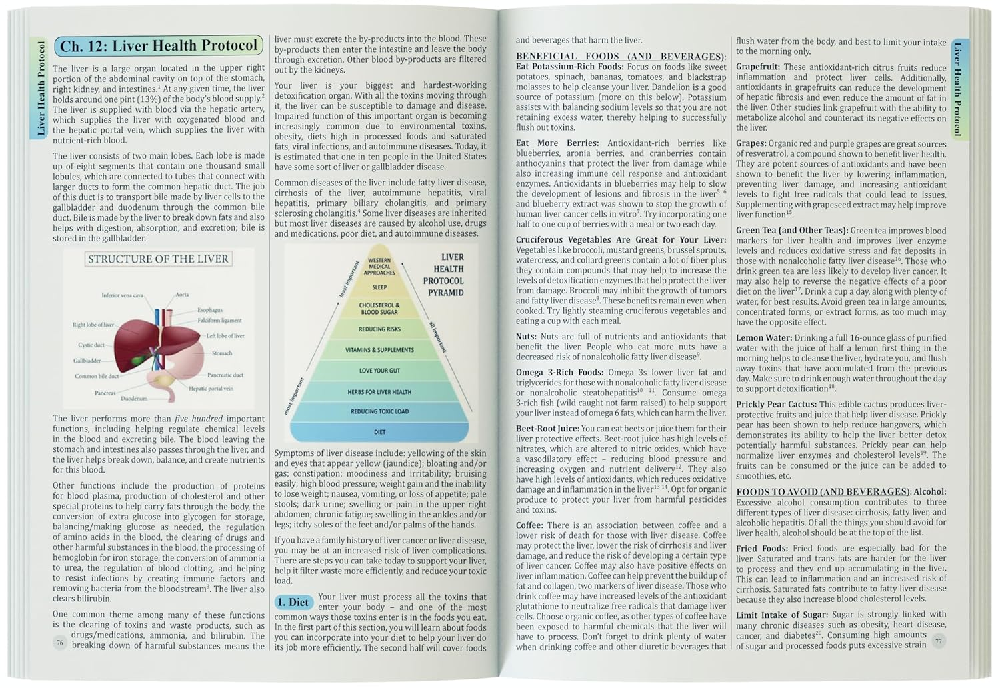 Liver Health Protocol
Ch. 12: Liver Health Protocol
The liver is a large organ located in the upper right
portion of the abdominal cavity on top of the stomach,
right kidney, and intestines.¹ At any given time, the liver
holds around one pint (13%) of the body's blood supply.²
The liver is supplied with blood via the hepatic artery,
which supplies the liver with oxygenated blood and
the hepatic portal vein, which supplies the liver with
nutrient-rich blood.
The liver consists of two main lobes. Each lobe is made
up of eight segments that contain one thousand small
lobules, which are connected to tubes that connect with
larger ducts to form the common hepatic duct. The job
of this duct is to transport bile made by liver cells to the
gallbladder and duodenum through the common bile
duct. Bile is made by the liver to break down fats and also
helps with digestion, absorption, and excretion; bile is
stored in the gallbladder.
STRUCTURE OF THE LIVER
Inferior vena cava
Aorta
Esophagus
Falciform ligament
Right lobe of liver
Left lobe of liver
Cystic duct
Stomach
Gallbladder
Common bile duct
Pancreatic duct
Hepatic portal vein
Pancreas
Duodenum
The liver performs more than five hundred important
functions, including helping regulate chemical levels
in the blood and excreting bile. The blood leaving the
stomach and intestines also passes through the liver, and
the liver helps break down, balance, and create nutrients
for this blood.
Other functions include the production of proteins
for blood plasma, production of cholesterol and other
special proteins to help carry fats through the body, the
conversion of extra glucose into glycogen for storage,
balancing/making glucose as needed, the regulation
of amino acids in the blood, the clearing of drugs and
other harmful substances in the blood, the processing of
hemoglobin for iron storage, the conversion of ammonia
to urea, the regulation of blood clotting, and helping
to resist infections by creating immune factors and
removing bacteria from the bloodstream³. The liver also
clears bilirubin.
One common theme among many of these functions
is the clearing of toxins and waste products, such as
drugs/medications, ammonia, and bilirubin. The
breaking down of harmful substances means the
76
liver must excrete the by-products into the blood. These
by-products then enter the intestine and leave the body
through excretion. Other blood by-products are filtered
out by the kidneys.
Your liver is your biggest and hardest-working
detoxification organ. With all the toxins moving through
it, the liver can be susceptible to damage and disease.
Impaired function of this important organ is becoming
increasingly common due to environmental toxins,
obesity, diets high in processed foods and saturated
fats, viral infections, and autoimmune diseases. Today, it
is estimated that one in ten people in the United States
have some sort of liver or gallbladder disease.
Common diseases of the liver include fatty liver disease,
cirrhosis of the liver, autoimmune hepatitis, viral
hepatitis, primary biliary cholangitis, and primary
sclerosing cholangitis.⁴ Some liver diseases are inherited
but most liver diseases are caused by alcohol use, drugs
and medications, poor diet, and autoimmune diseases.
LIVER
HEALTH
PROTOCOL
PYRAMID
least important
most important
all important
WESTERN
MEDICAL
APPROACHES
SLEEP
CHOLESTEROL &
BLOOD SUGAR
REDUCING RISKS
VITAMINS & SUPPLEMENTS
LOVE YOUR GUT
HERBS FOR LIVER HEALTH
REDUCING TOXIC LOAD
DIET
Symptoms of liver disease include: yellowing of the skin
and eyes that appear yellow (jaundice); bloating and/or
gas; constipation; moodiness and irritability; bruising
easily; high blood pressure; weight gain and the inability
to lose weight; nausea, vomiting, or loss of appetite; pale
stools; dark urine; swelling or pain in the upper right
abdomen; chronic fatigue; swelling in the ankles and/or
legs; itchy soles of the feet and/or palms of the hands.
If you have a family history of liver cancer or liver disease,
you may be at an increased risk of liver complications.
There are steps you can take today to support your liver,
help it filter waste more efficiently, and reduce your toxic
load.
1. Diet Your liver must process all the toxins that
enter your body – and one of the most
common ways those toxins enter is in the foods you eat.
In the first part of this section, you will learn about foods
you can incorporate into your diet to help your liver do
its job more efficiently. The second half will cover foods
and beverages that harm the liver.
BENEFICIAL FOODS (AND BEVERAGES):
Eat Potassium-Rich Foods: Focus on foods like sweet
potatoes, spinach, bananas, tomatoes, and blackstrap
molasses to help cleanse your liver. Dandelion is a good
source of potassium (more on this below). Potassium
assists with balancing sodium levels so that you are not
retaining excess water, thereby helping to successfully
flush out toxins.
Eat More Berries: Antioxidant-rich berries like
blueberries, aronia berries, and cranberries contain
anthocyanins that protect the liver from damage while
also increasing immune cell response and antioxidant
enzymes. Antioxidants in blueberries may help to slow
the development of lesions and fibrosis in the liver⁵ ⁶
and blueberry extract was shown to stop the growth of
human liver cancer cells in vitro⁷. Try incorporating one
half to one cup of berries with a meal or two each day.
Cruciferous Vegetables Are Great for Your Liver:
Vegetables like broccoli, mustard greens, brussel sprouts,
watercress, and collard greens contain a lot of fiber plus
they contain compounds that may help to increase the
levels of detoxification enzymes that help protect the liver
from damage. Broccoli may inhibit the growth of tumors
and fatty liver disease⁸. These benefits remain even when
cooked. Try lightly steaming cruciferous vegetables and
eating a cup with each meal.
Nuts: Nuts are full of nutrients and antioxidants that
benefit the liver. People who eat more nuts have a
decreased risk of nonalcoholic fatty liver disease⁹.
Omega 3-Rich Foods: Omega 3s lower liver fat and
triglycerides for those with nonalcoholic fatty liver disease
or nonalcoholic steatohepatitis¹⁰ ¹¹. Consume omega
3-rich fish (wild caught not farm raised) to help support
your liver instead of omega 6 fats, which can harm the liver.
Beet-Root Juice: You can eat beets or juice them for their
liver protective effects. Beet-root juice has high levels of
nitrates, which are altered to nitric oxides, which have
a vasodilatory effect – reducing blood pressure and
increasing oxygen and nutrient delivery¹². They also
have high levels of antioxidants, which reduces oxidative
damage and inflammation in the liver¹³ ¹⁴. Opt for organic
produce to protect your liver from harmful pesticides
and toxins.
Coffee: There is an association between coffee and a
lower risk of death for those with liver disease. Coffee
may protect the liver, lower the risk of cirrhosis and liver
damage, and reduce the risk of developing a certain type
of liver cancer. Coffee may also have positive effects on
liver inflammation. Coffee can help prevent the buildup of
fat and collagen, two markers of liver disease. Those who
drink coffee may have increased levels of the antioxidant
glutathione to neutralize free radicals that damage liver
cells. Choose organic coffee, as other types of coffee have
been exposed to harmful chemicals that the liver will
have to process. Don't forget to drink plenty of water
when drinking coffee and other diuretic beverages that
flush water from the body, and best to limit your intake
to the morning only.
Grapefruit: These antioxidant-rich citrus fruits reduce
inflammation and protect liver cells. Additionally,
antioxidants in grapefruits can reduce the development
of hepatic fibrosis and even reduce the amount of fat in
the liver. Other studies link grapefruit with the ability to
metabolize alcohol and counteract its negative effects on
the liver.
Grapes: Organic red and purple grapes are great sources
of resveratrol, a compound shown to benefit liver health.
They are potent sources of antioxidants and have been
shown to benefit the liver by lowering inflammation,
preventing liver damage, and increasing antioxidant
levels to fight free radicals that could lead to issues.
Supplementing with grapeseed extract may help improve
liver function¹⁵.
Green Tea (and Other Teas): Green tea improves blood
markers for liver health and improves liver enzyme
levels and reduces oxidative stress and fat deposits in
those with nonalcoholic fatty liver disease¹⁶. Those who
drink green tea are less likely to develop liver cancer. It
may also help to reverse the negative effects of a poor
diet on the liver¹⁷. Drink a cup a day, along with plenty of
water, for best results. Avoid green tea in large amounts,
concentrated forms, or extract forms, as too much may
have the opposite effect.
Lemon Water: Drinking a full 16-ounce glass of purified
water with the juice of half a lemon first thing in the
morning helps to cleanse the liver, hydrate you, and flush
away toxins that have accumulated from the previous
day. Make sure to drink enough water throughout the day
to support detoxification¹⁸.
Prickly Pear Cactus: This edible cactus produces liver-
protective fruits and juice that help liver disease. Prickly
pear has been shown to help reduce hangovers, which
demonstrates its ability to help the liver better detox
potentially harmful substances. Prickly pear can help
normalize liver enzymes and cholesterol levels¹⁹. The
fruits can be consumed or the juice can be added to
smoothies, etc.
FOODS TO AVOID (AND BEVERAGES): Alcohol:
Excessive alcohol consumption contributes to three
different types of liver disease: cirrhosis, fatty liver, and
alcoholic hepatitis. Of all the things you should avoid for
liver health, alcohol should be at the top of the list.
Fried Foods: Fried foods are especially bad for the
liver. Saturated and trans fats are harder for the liver
to process and they end up accumulating in the liver.
This can lead to inflammation and an increased risk of
cirrhosis. Saturated fats contribute to fatty liver disease
because they also increase blood cholesterol levels.
Limit Intake of Sugar: Sugar is strongly linked with
many chronic diseases such as obesity, heart disease,
cancer, and diabetes²⁰. Consuming high amounts
of sugar and processed foods puts excessive strain
77
Liver Health Protocol